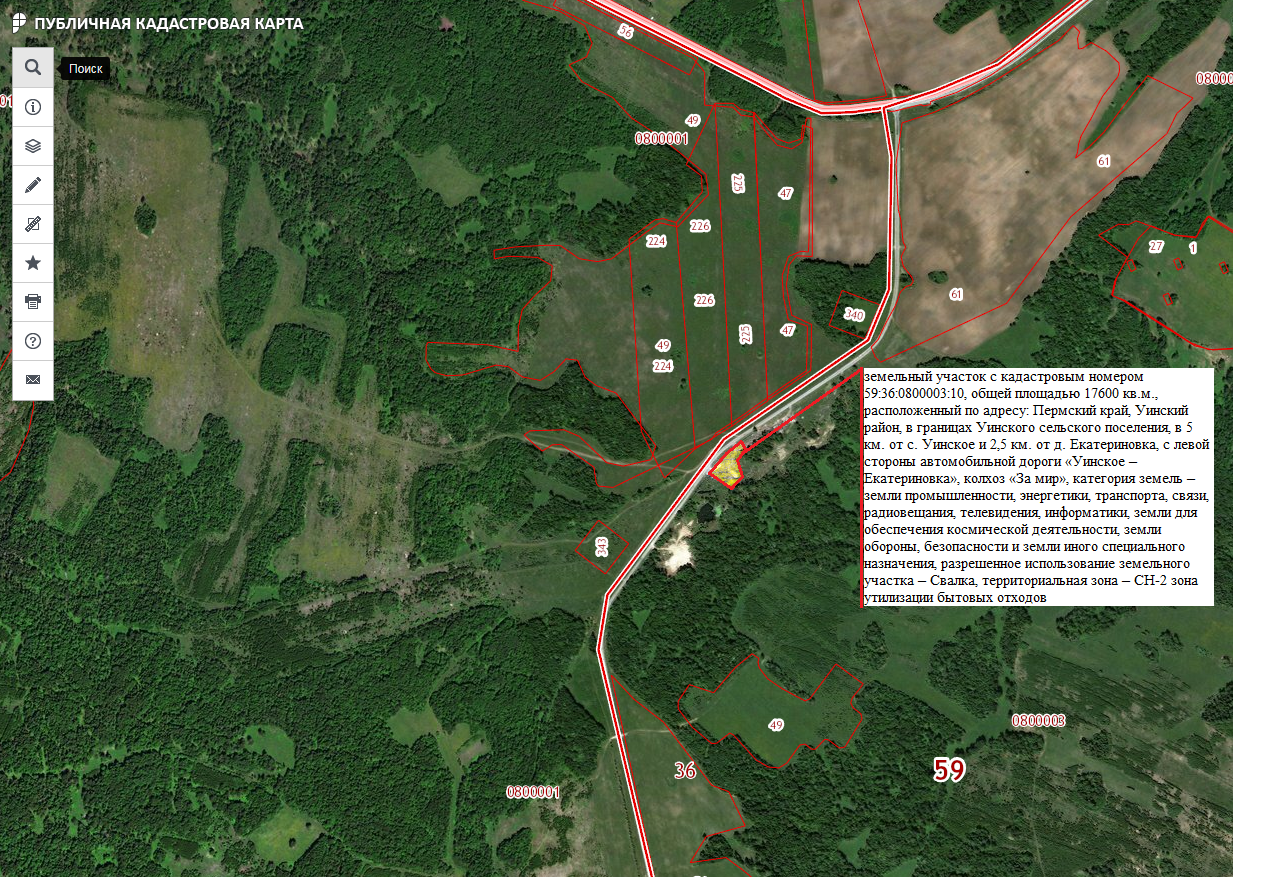 ПУБЛИЧНАЯ КАДАСТРОВАЯ КАРТА
Поиск
56
0800
01
49
0800001
61
225
47
226
224
27
1
226
61
340
225
47
49
224
земельный участок с кадастровым номером
59:36:0800003:10, общей площадью 17600 кв.м.,
расположенный по адресу: Пермский край, Уинский
район, в границах Уинского сельского поселения, в 5
км. от с. Уинское и 2,5 км. от д. Екатериновка, с левой
стороны автомобильной дороги «Уинское –
Екатериновка», колхоз «За мир», категория земель –
земли промышленности, энергетики, транспорта, связи,
радиовещания, телевидения, информатики, земли для
обеспечения космической деятельности, земли
обороны, безопасности и земли иного специального
назначения, разрешенное использование земельного
участка – Свалка, территориальная зона – СН-2 зона
утилизации бытовых отходов
343
49
0800003
36
59
0800001